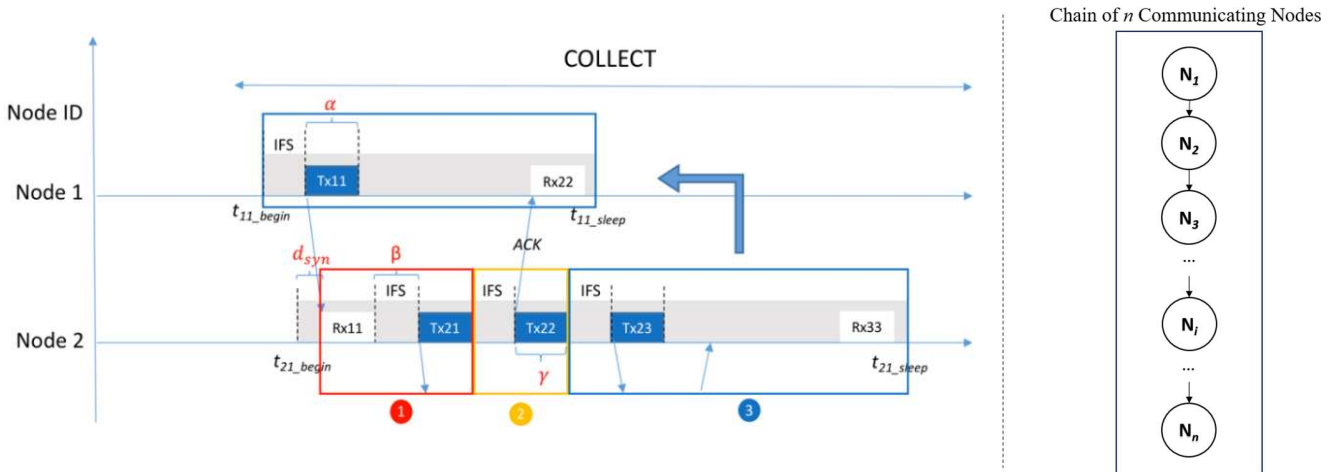 COLLECT
Node ID
α
IFS
Tx11
Rx22
Node 1
t11_begin
t11_sleep
ACK
dsyn
β
IFS
IFS
IFS
Rx11
Tx21
Tx22
Tx23
Rx33
Node 2
t21_begin
γ
t21_sleep
1
2
3
Chain of n Communicating Nodes
N1
N2
N3
...
Ni
...
Nn